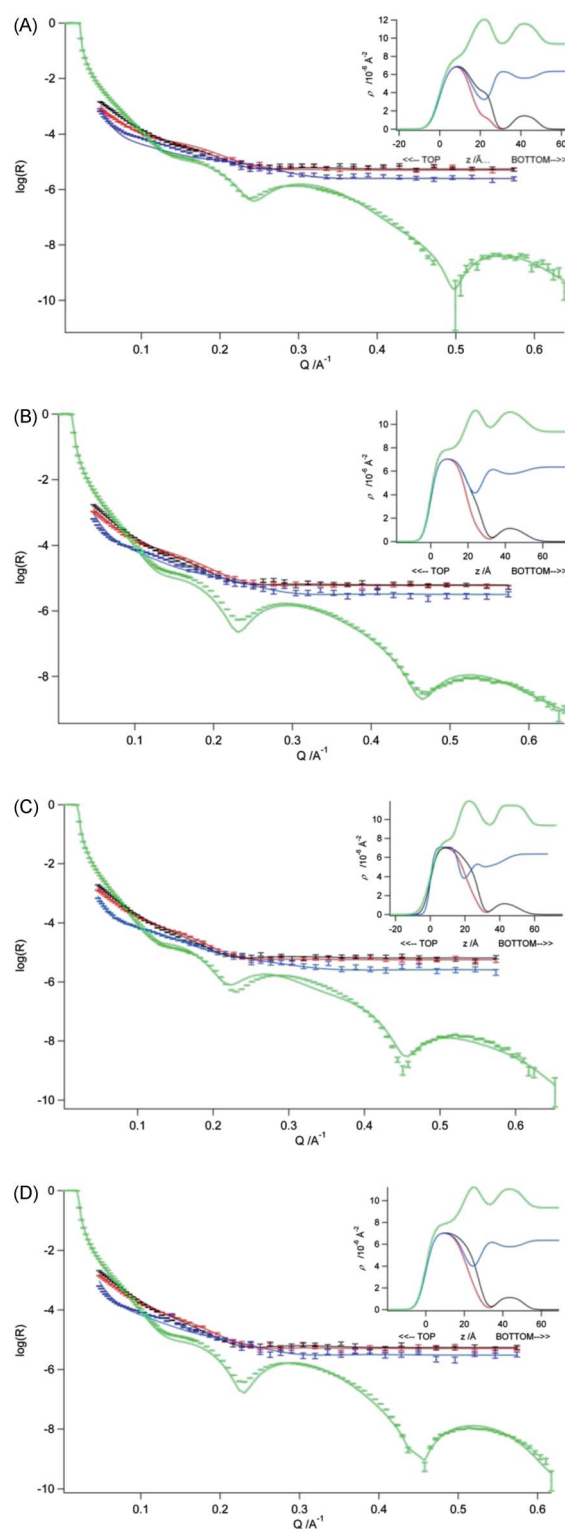 (A)
0
-2
-4
-6
-8
-10
log(R)
0.1 0.2 0.3 0.4 0.5 0.6
Q /A⁻¹
12
10
8
6
4
2
0
ρ /10⁻⁶ Å⁻²
-20 0 20 40 60
<<-- TOP z /Å... BOTTOM-->>
(B)
0
-2
-4
-6
-8
log(R)
0.1 0.2 0.3 0.4 0.5 0.6
Q /A⁻¹
10
8
6
4
2
0
ρ /10⁻⁶ Å⁻²
0 20 40 60
<<-- TOP z /Å BOTTOM-->>
(C)
0
-2
-4
-6
-8
-10
log(R)
0.1 0.2 0.3 0.4 0.5 0.6
Q /A⁻¹
12
10
8
6
4
2
0
ρ /10⁻⁶ Å⁻²
-20 0 20 40 60
<<-- TOP z /Å BOTTOM-->>
(D)
0
-2
-4
-6
-8
-10
log(R)
0.1 0.2 0.3 0.4 0.5 0.6
Q /A⁻¹
12
10
8
6
4
2
0
ρ /10⁻⁶ Å⁻²
-20 0 20 40 60
<<-- TOP z /Å BOTTOM-->>